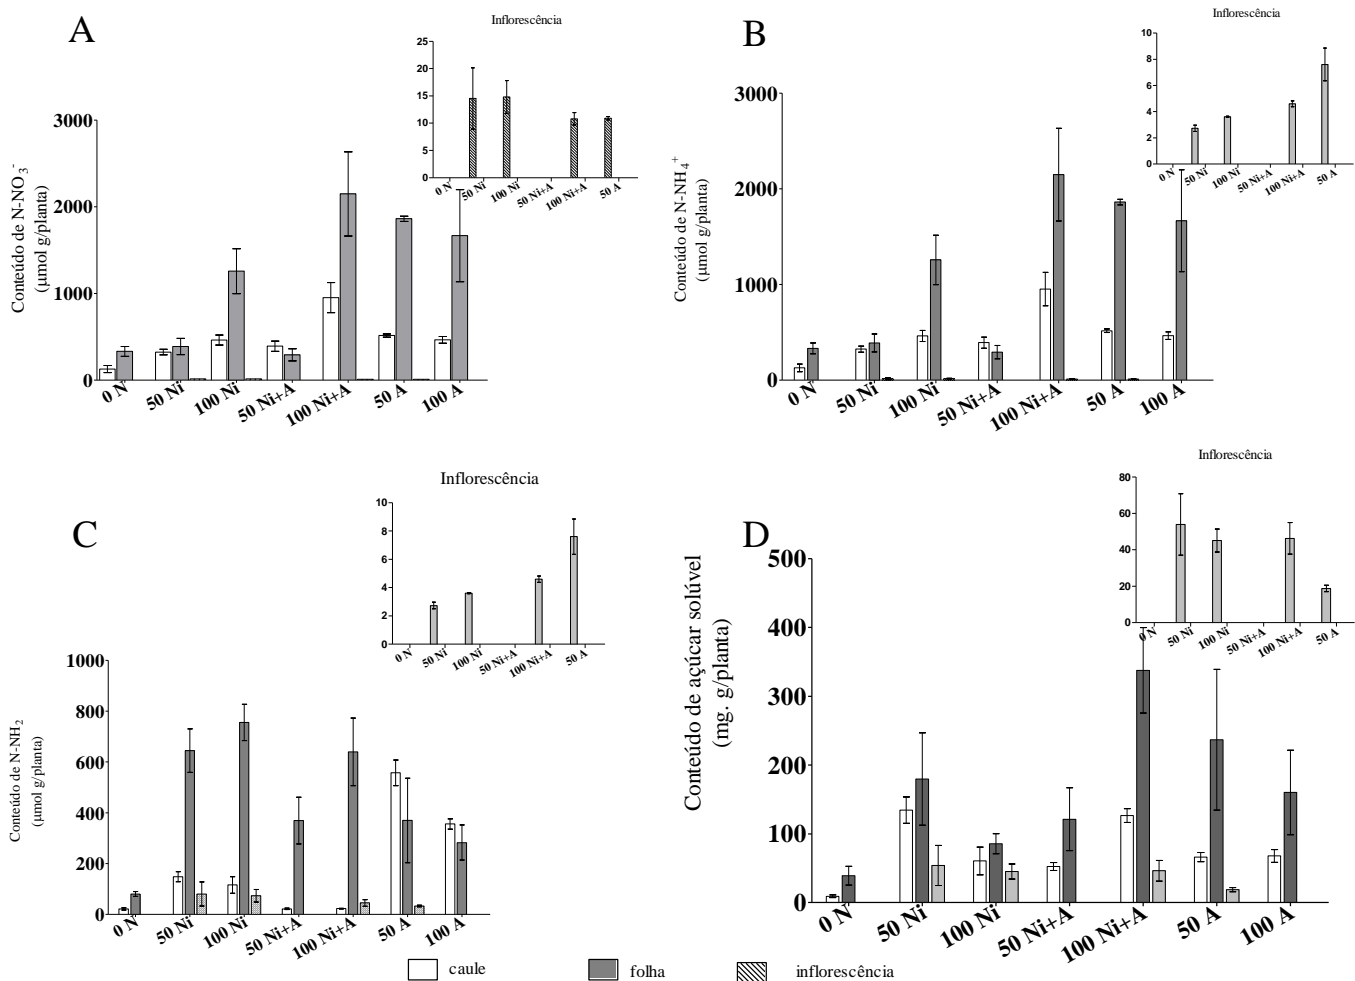 A
Inflorescência
25
20
15
10
5
0
0 N
50 Ni
100 Ni
50 Ni+A
100 Ni+A
50 A
Conteúdo de N-NO₃⁻
(μmol g/planta)
3000
2000
1000
0
0 N
50 Ni
100 Ni
50 Ni+A
100 Ni+A
50 A
100 A
B
Inflorescência
10
8
6
4
2
0
0 N
50 Ni
100 Ni
50 Ni+A
100 Ni+A
50 A
Conteúdo de N-NH₄⁺
(μmol g/planta)
3000
2000
1000
0
0 N
50 Ni
100 Ni
50 Ni+A
100 Ni+A
50 A
100 A
C
Inflorescência
10
8
6
4
2
0
0 N
50 Ni
100 Ni
50 Ni+A
100 Ni+A
50 A
Conteúdo de N-NH₂
(μmol g/planta)
1000
800
600
400
200
0
0 N
50 Ni
100 Ni
50 Ni+A
100 Ni+A
50 A
100 A
D
Inflorescência
80
60
40
20
0
0 N
50 Ni
100 Ni
50 Ni+A
100 Ni+A
50 A
Conteúdo de açúcar solúvel
(mg. g/planta)
500
400
300
200
100
0
0 N
50 Ni
100 Ni
50 Ni+A
100 Ni+A
50 A
100 A
caule
folha
inflorescência